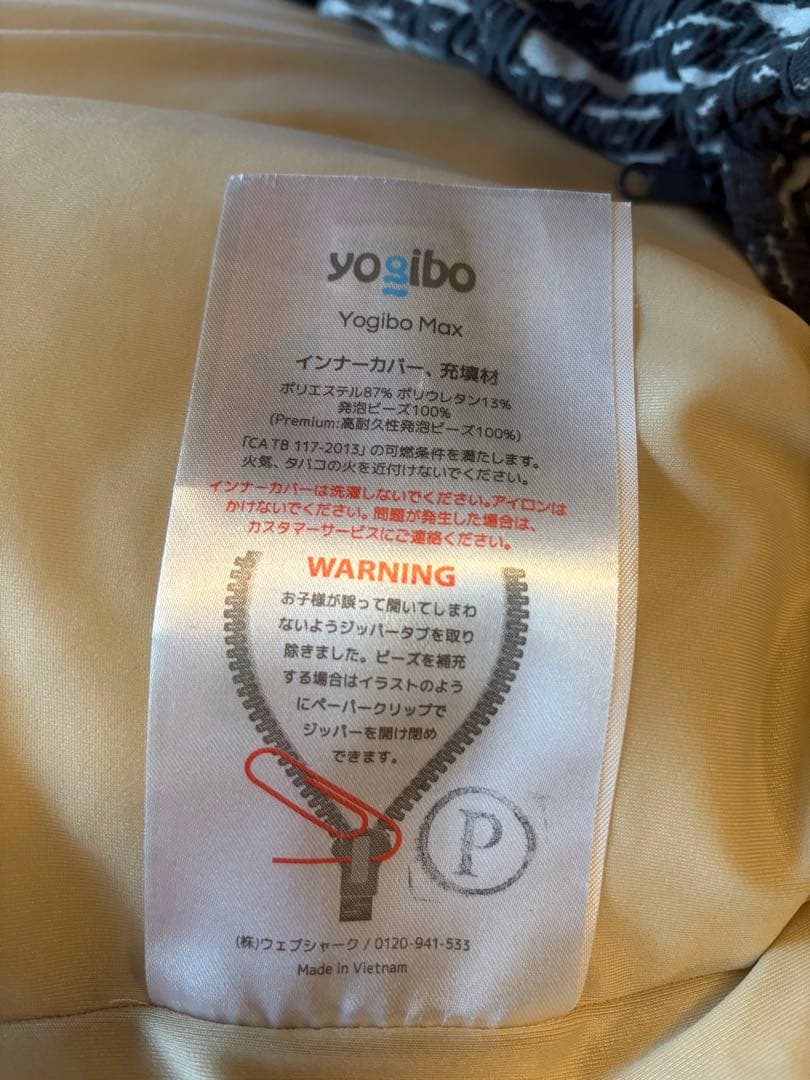 yogibo
Yogibo Max
インナーカバー、充填材
ポリエステル87% ポリウレタン13%
発泡ビーズ100%
(Premium:高耐久性発泡ビーズ100%)
「CA TB 117-2013」の可燃条件を満たします。
火気、タバコの火を近付けないでください。
インナーカバーは洗濯しないでください。アイロンは
かけないでください。問題が発生した場合は、
カスタマーサービスにご連絡ください。
WARNING
お子様が誤って開いてしまわ
ないようジッパータブを取り
除きました。ビーズを補充
する場合はイラストのよう
にペーパークリップで
ジッパーを開け閉め
できます。
P
(株)ウェブシャーク / 0120-941-533
Made in Vietnam